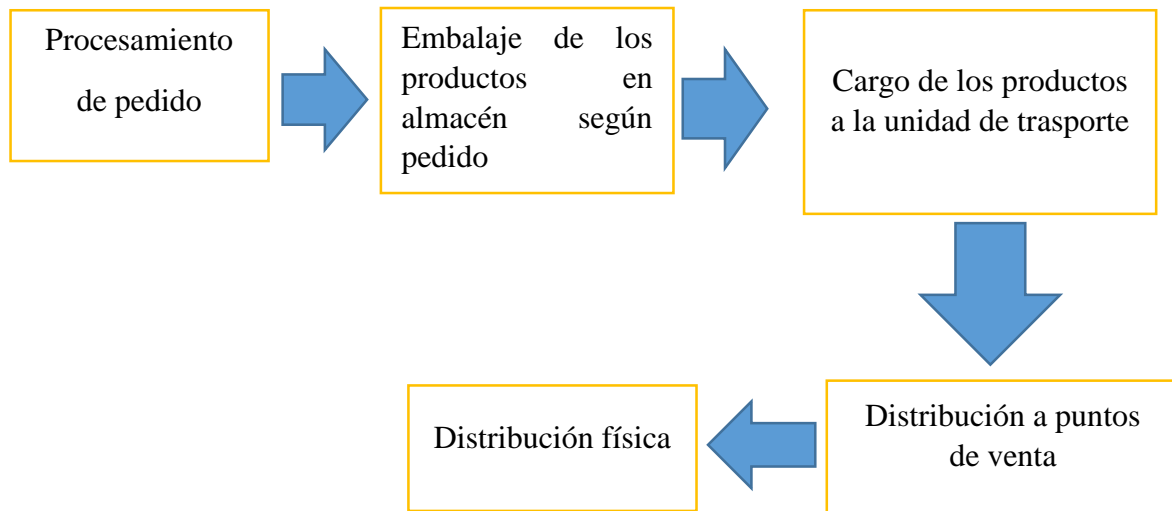 Procesamiento
de pedido
Embalaje de los
productos en
almacén según
pedido
Cargo de los productos
a la unidad de trasporte
Distribución a puntos
de venta
Distribución física